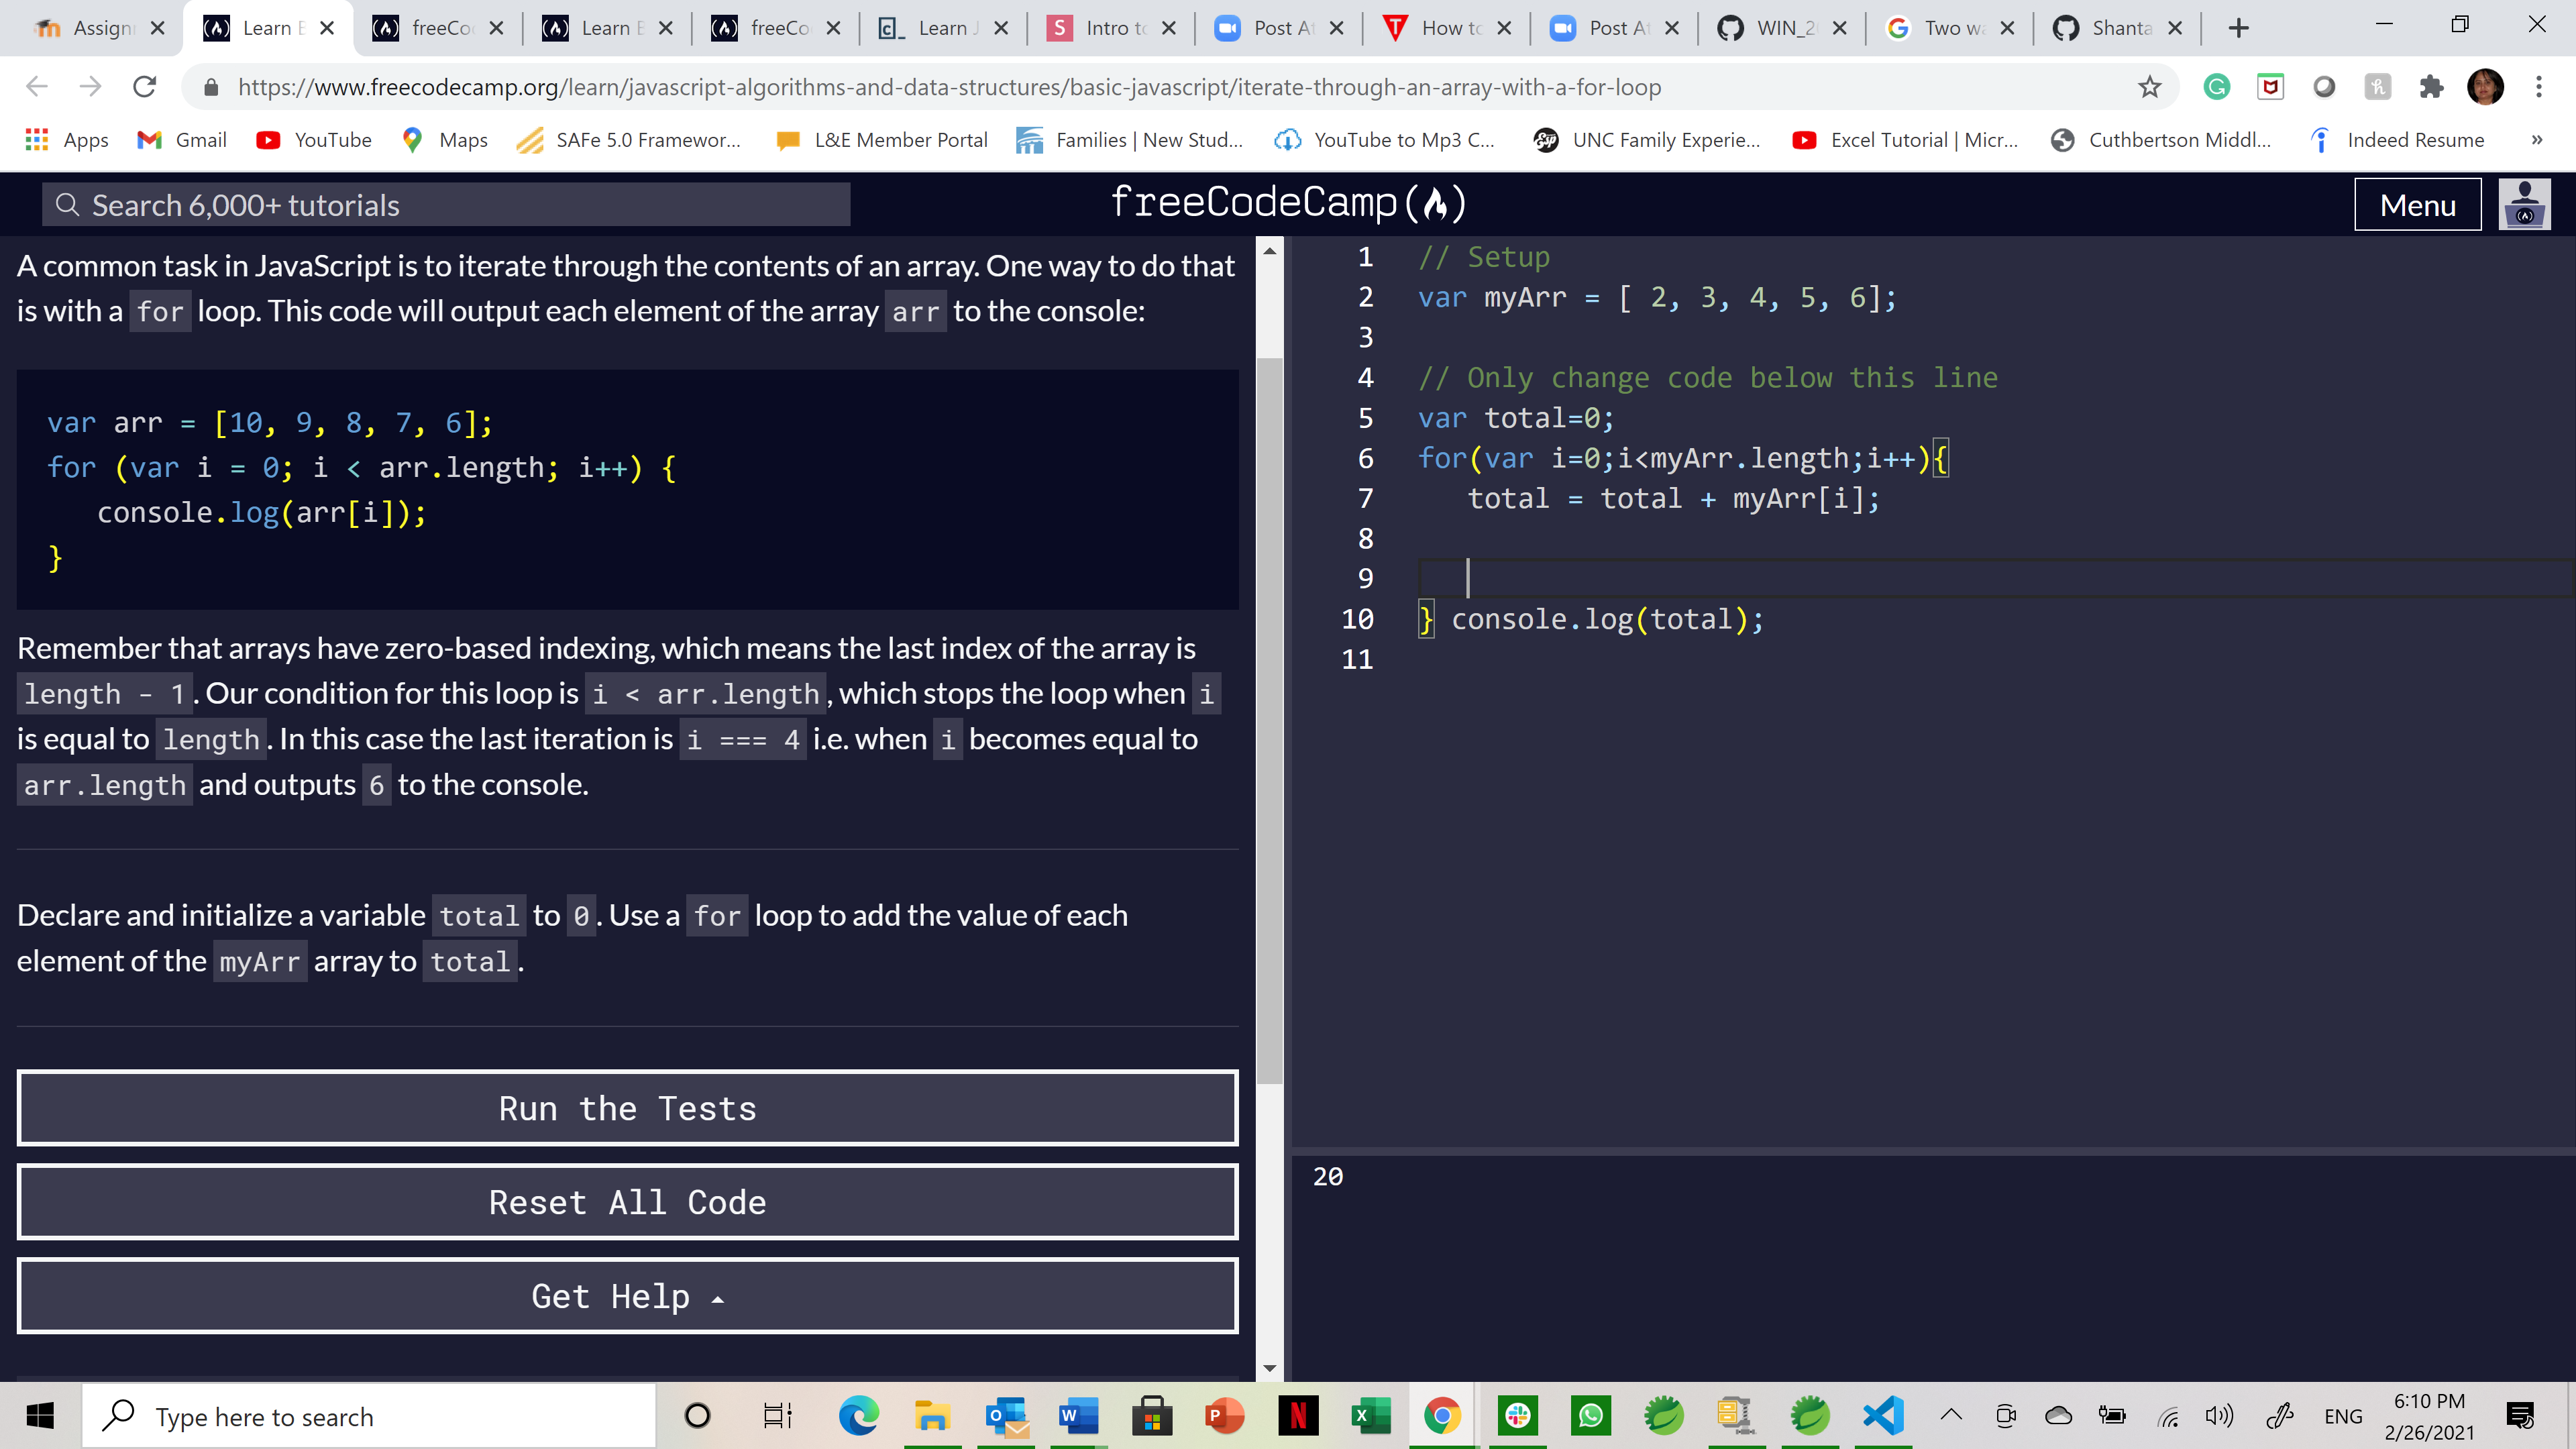 Assign
Learn B
freeCo
Learn B
freeCo
Learn J
Intro to
Post At
How to
Post At
WIN_2
Two wa
Shanta
https://www.freecodecamp.org/learn/javascript-algorithms-and-data-structures/basic-javascript/iterate-through-an-array-with-a-for-loop
Apps
Gmail
YouTube
Maps
SAFe 5.0 Framewor...
L&E Member Portal
Families | New Stud...
YouTube to Mp3 C...
UNC Family Experie...
Excel Tutorial | Micr...
Cuthbertson Middl...
Indeed Resume
»
Search 6,000+ tutorials
freeCodeCamp
Menu
A common task in JavaScript is to iterate through the contents of an array. One way to do that
is with a for loop. This code will output each element of the array arr to the console:
var arr = [10, 9, 8, 7, 6];
for (var i = 0; i < arr.length; i++) {
console.log(arr[i]);
}
Remember that arrays have zero-based indexing, which means the last index of the array is
length - 1. Our condition for this loop is i < arr.length, which stops the loop when i
is equal to length. In this case the last iteration is i === 4 i.e. when i becomes equal to
arr.length and outputs 6 to the console.
Declare and initialize a variable total to 0. Use a for loop to add the value of each
element of the myArr array to total.
Run the Tests
Reset All Code
Get Help
1 // Setup
2 var myArr = [ 2, 3, 4, 5, 6];
3
4 // Only change code below this line
5 var total=0;
6 for(var i=0;i<myArr.length;i++){
7 total = total + myArr[i];
8
9
10 } console.log(total);
11
20
Type here to search
ENG
6:10 PM
2/26/2021